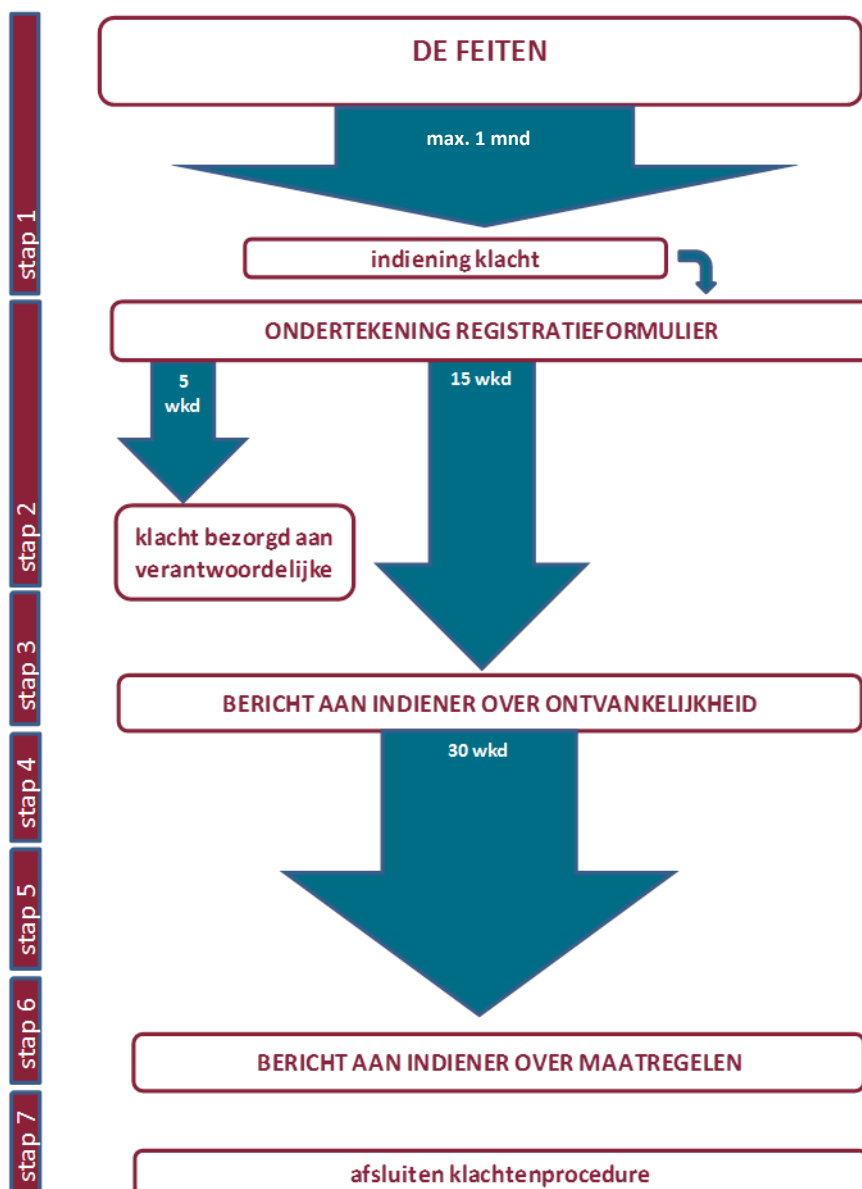 DE FEITEN
max. 1 mnd
stap 1
indiening klacht
ONDERTEKENING REGISTRATIEFORMULIER
5
wkd
15 wkd
stap 2
klacht bezorgd aan
verantwoordelijke
stap 3
BERICHT AAN INDIENER OVER ONTVANKELIJKHEID
30 wkd
stap 4
stap 5
stap 6
BERICHT AAN INDIENER OVER MAATREGELEN
stap 7
afsluiten klachtenprocedure